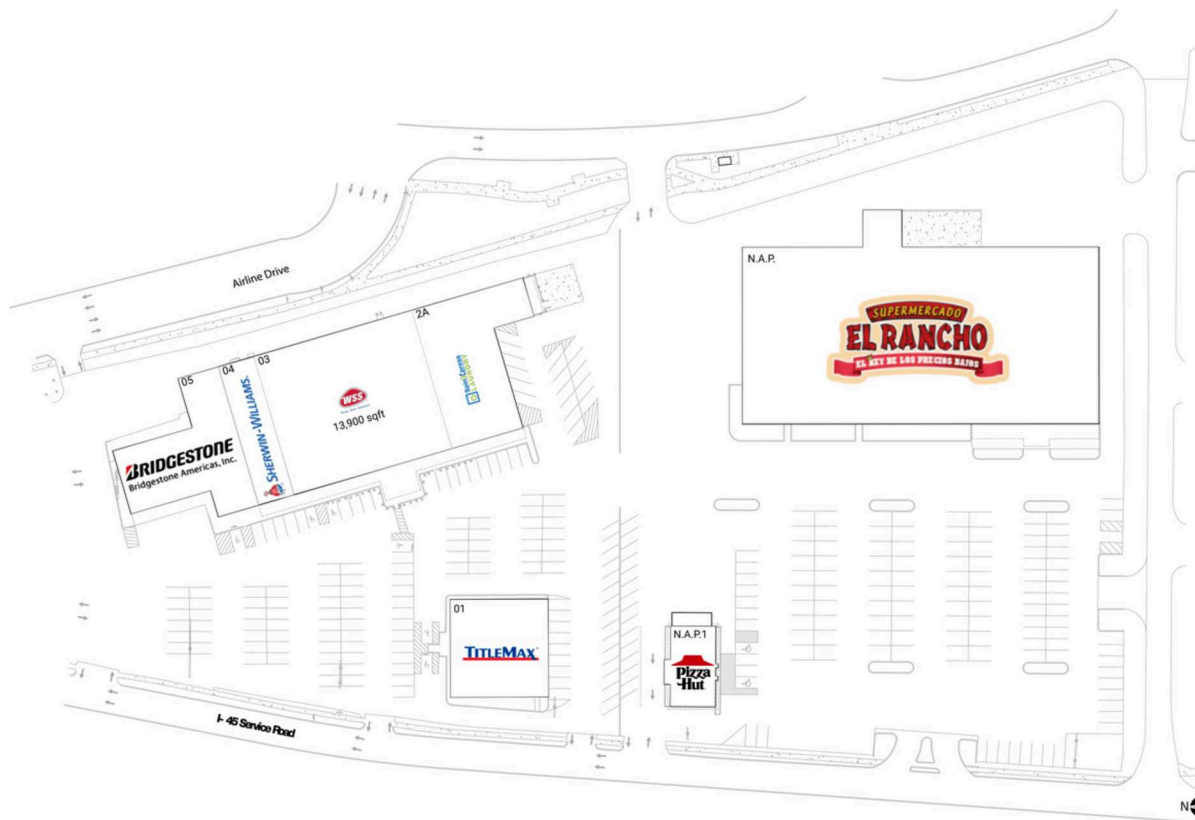 Airline Drive
N.A.P.
SUPERMERCADO
EL RANCHO
EL REY DE LOS PRECIOS BAJOS
2A
03
04
05
WSS
13,900 sqft
SHERWIN-WILLIAMS.
BRIDGESTONE
Bridgestone Americas, Inc.
LAUNDRY
01
TITLEMAX
N.A.P.1
Pizza
Hut
I- 45 Service Road
N